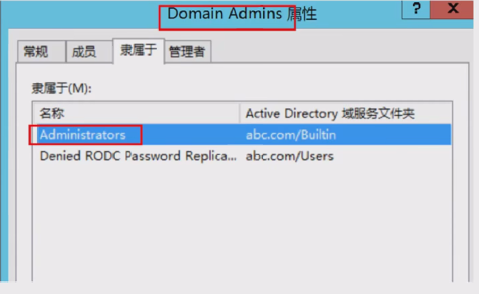 Domain Admins 属性
? X
常规 成员 隶属于 管理者
隶属于(M):
名称 Active Directory 域服务文件夹
Administrators abc.com/Builtin
Denied RODC Password Replica... abc.com/Users